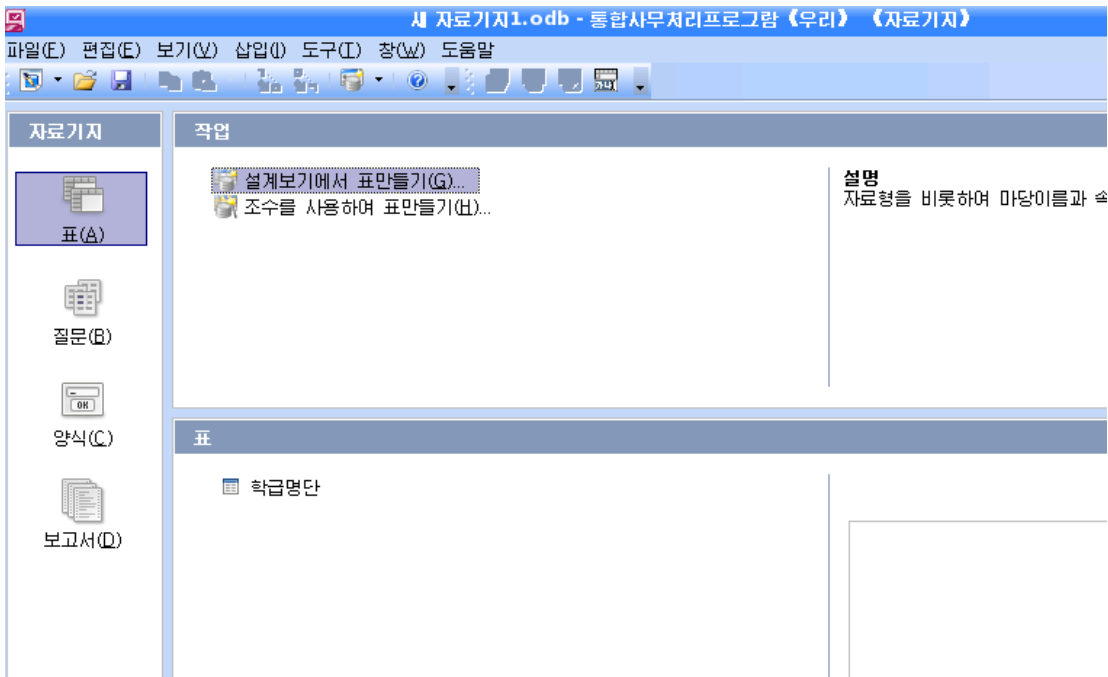 새 자료기지1.odb - 통합사무처리프로그람《우리》 《자료기지》
파일(F) 편집(E) 보기(V) 삽입(I) 도구(T) 창(W) 도움말
자료기지
작업
표(A)
질문(B)
양식(C)
보고서(D)
설계보기에서 표만들기(G)...
조수를 사용하여 표만들기(H)...
설명
자료형을 비롯하여 마당이름과
표
학급명단